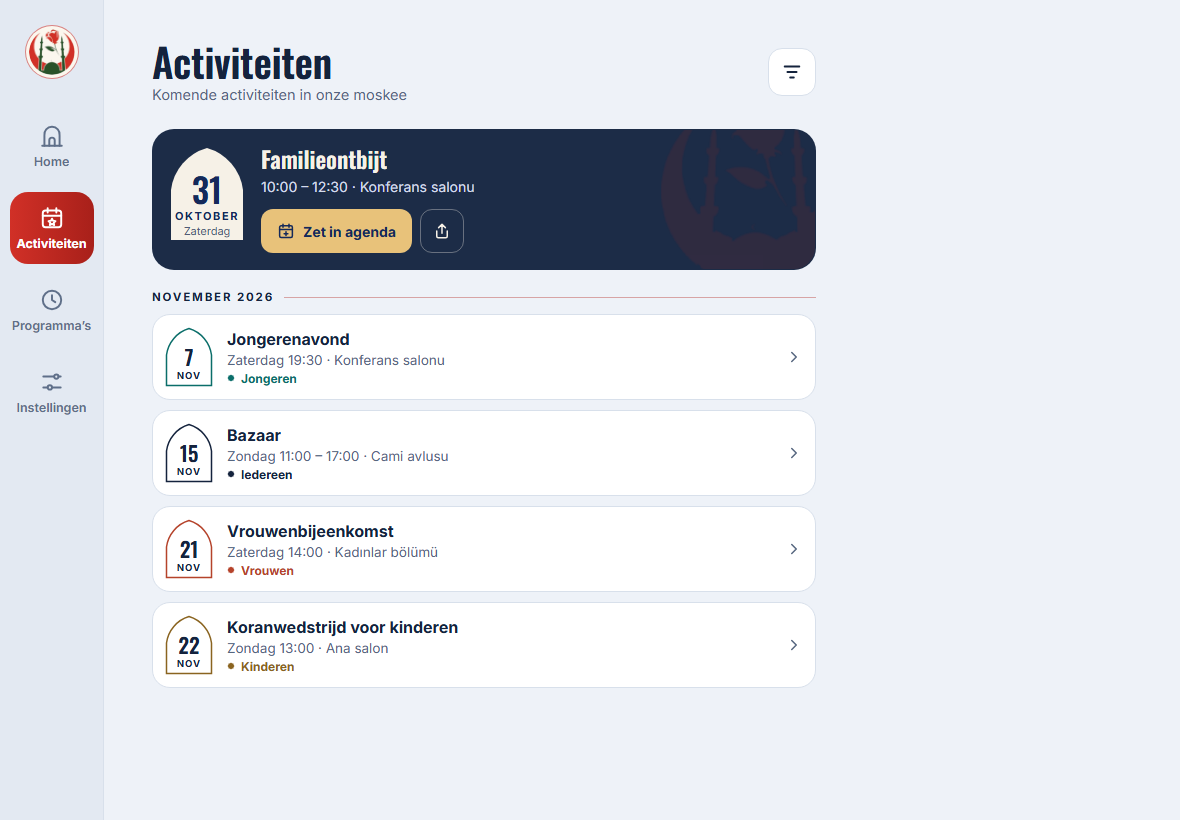 Activiteiten
Komende activiteiten in onze moskee
Home
Activiteiten
Programma's
Instellingen
31
OKTOBER
Zaterdag
Familieontbijt
10:00 – 12:30 · Konferans salonu
Zet in agenda
NOVEMBER 2026
7
NOV
Jongerenavond
Zaterdag 19:30 · Konferans salonu
Jongeren
15
NOV
Bazaar
Zondag 11:00 – 17:00 · Cami avlusu
Iedereen
21
NOV
Vrouwenbijeenkomst
Zaterdag 14:00 · Kadınlar bölümü
Vrouwen
22
NOV
Koranwedstrijd voor kinderen
Zondag 13:00 · Ana salon
Kinderen